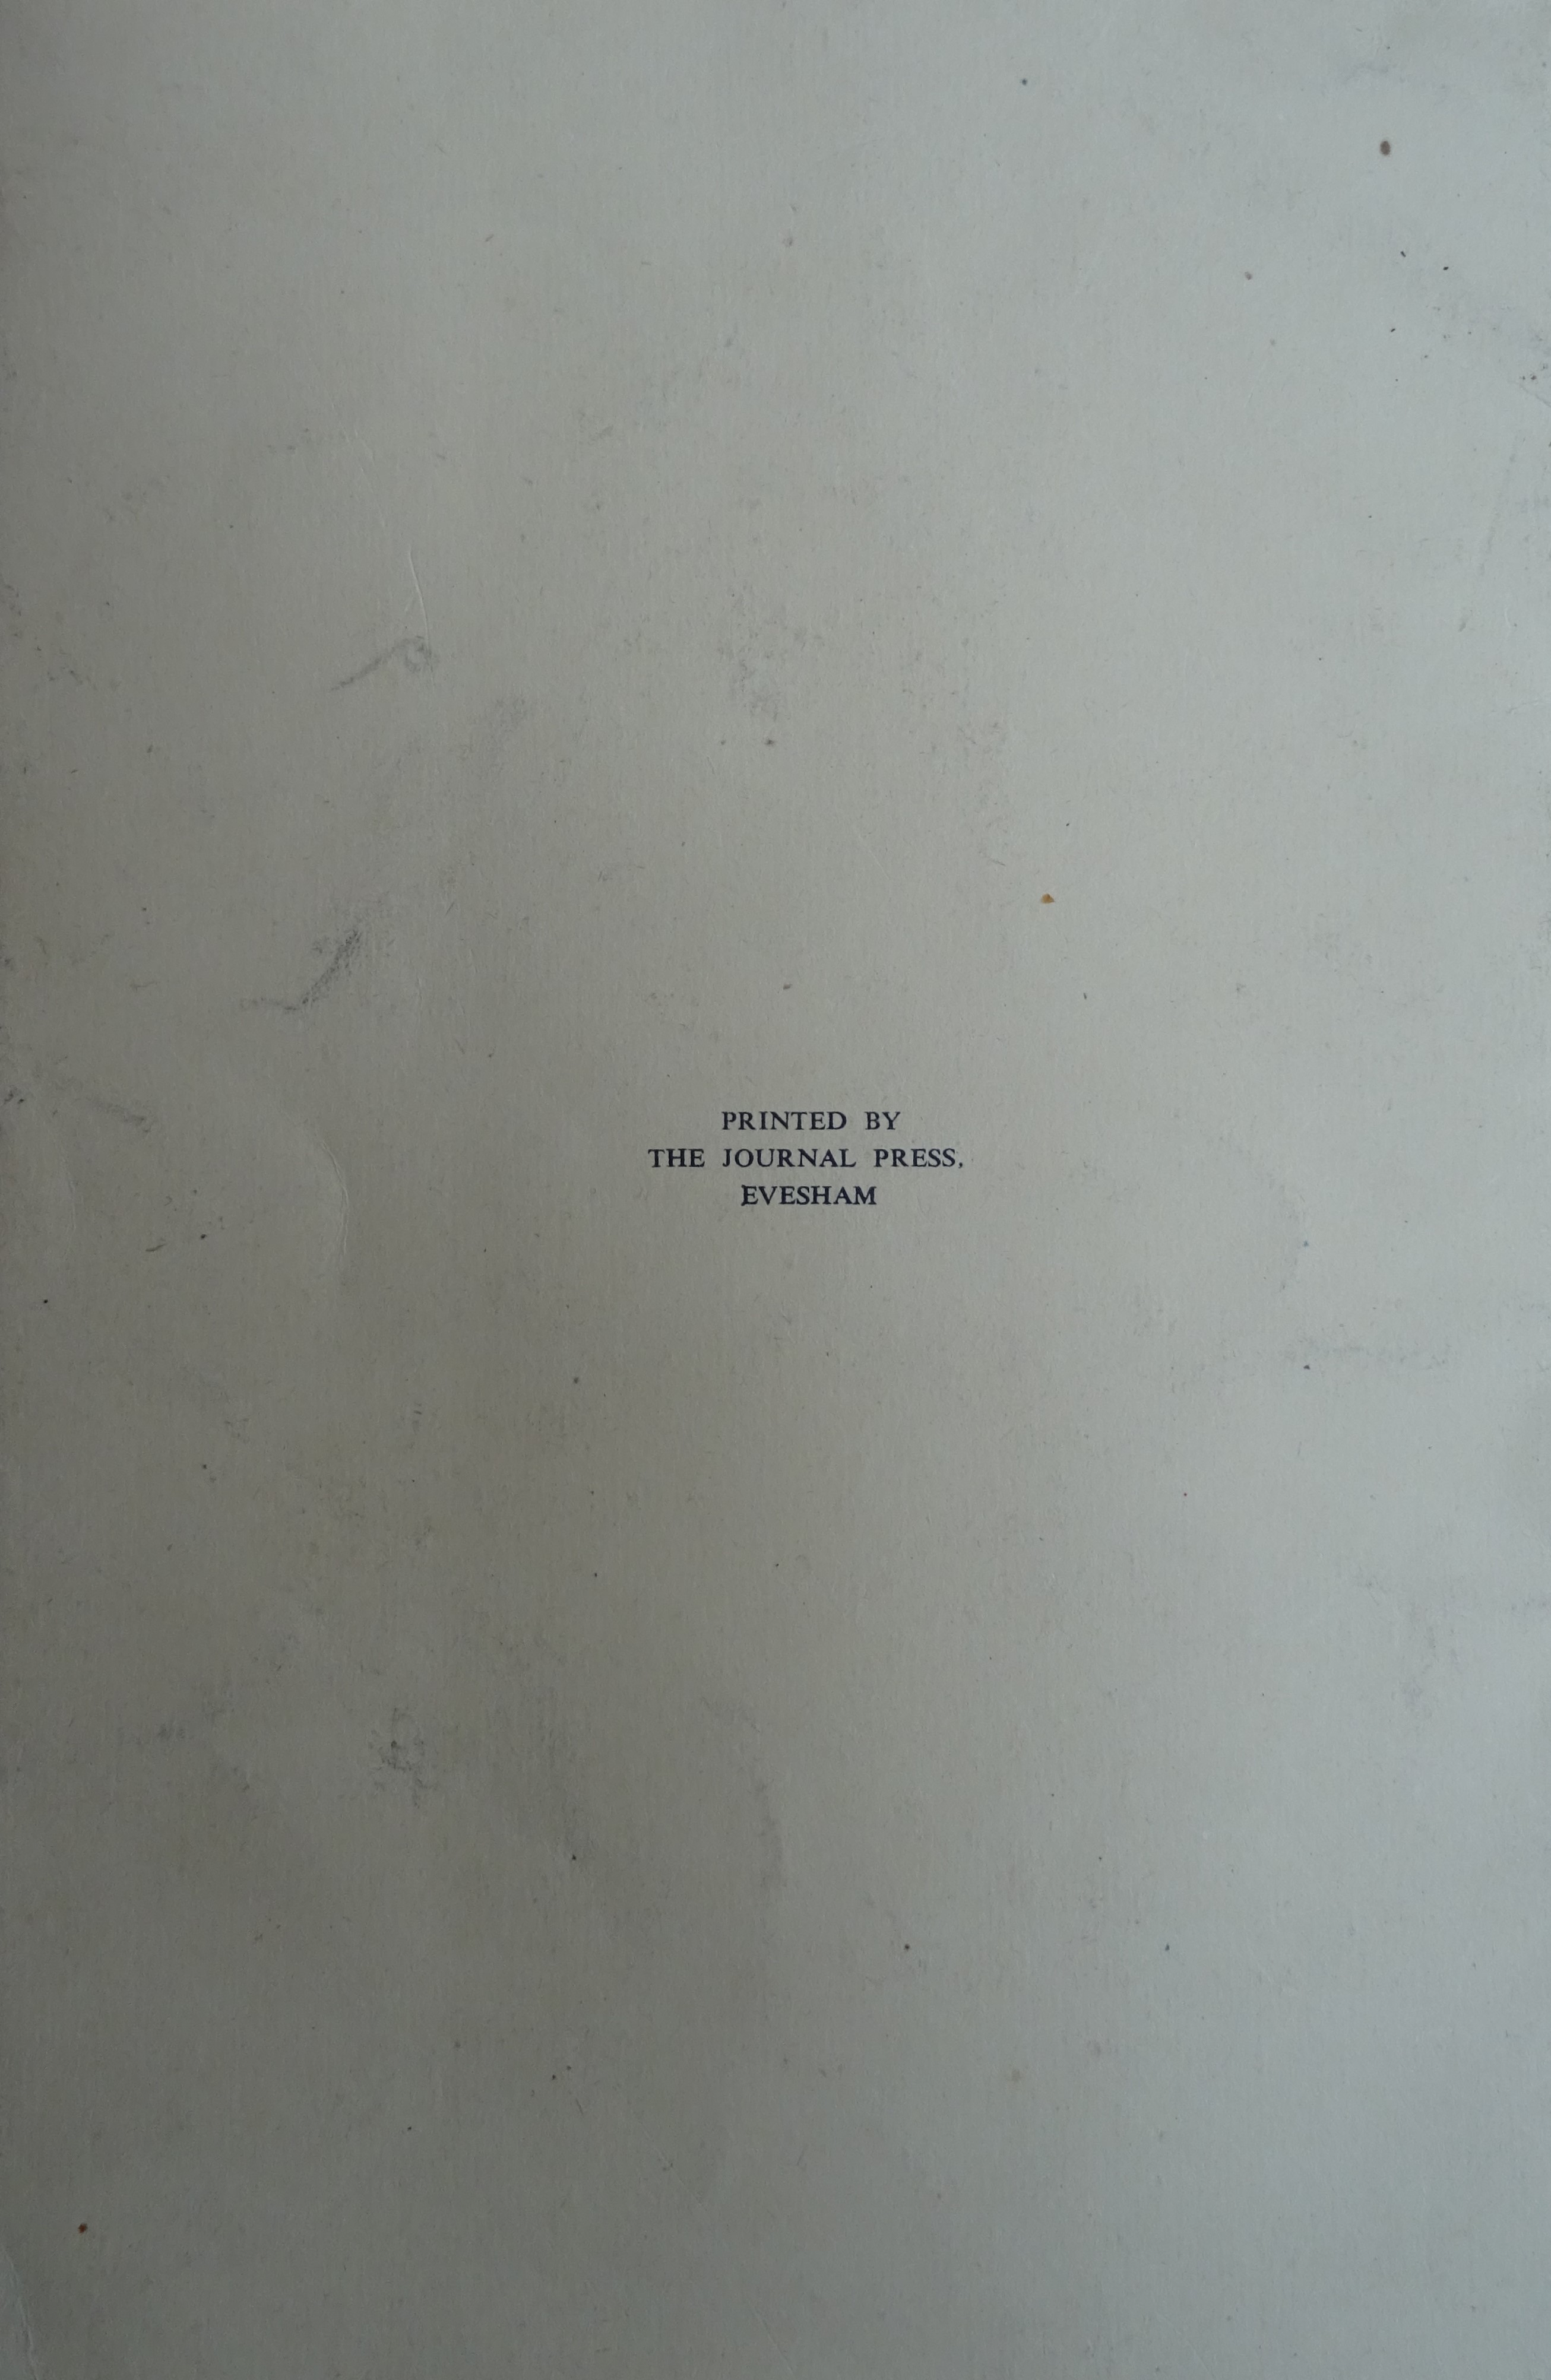 PRINTED BY
THE JOURNAL PRESS,
EVESHAM